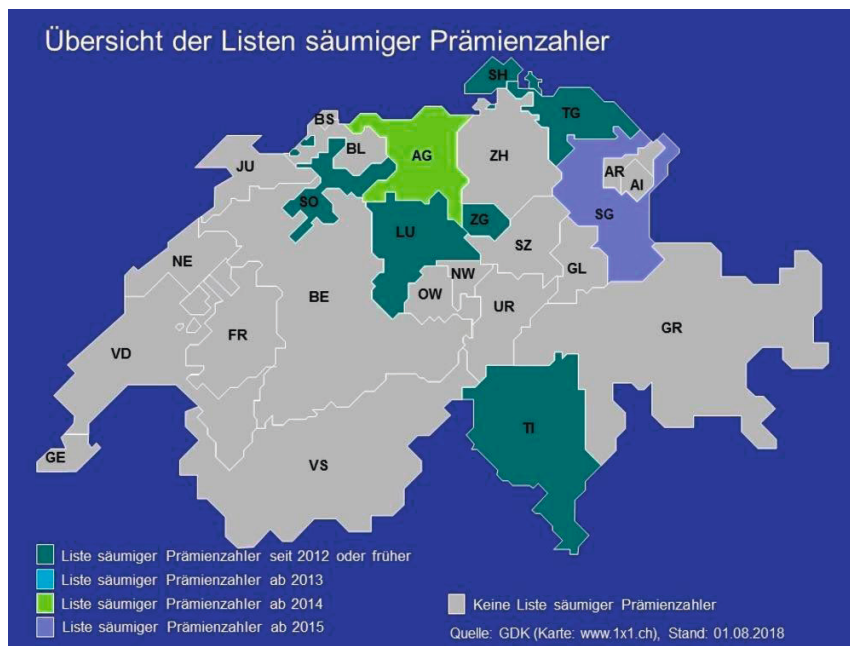 Übersicht der Listen säumiger Prämienzahler
SH
TG
BS
BL
AG
ZH
JU
AR
AI
SO
ZG
SG
LU
SZ
NE
NW
GL
OW
BE
UR
FR
GR
VD
TI
GE
VS
Liste säumiger Prämienzahler seit 2012 oder früher
Liste säumiger Prämienzahler ab 2013
Liste säumiger Prämienzahler ab 2014
Liste säumiger Prämienzahler ab 2015
Keine Liste säumiger Prämienzahler
Quelle: GDK (Karte: www.1x1.ch), Stand: 01.08.2018